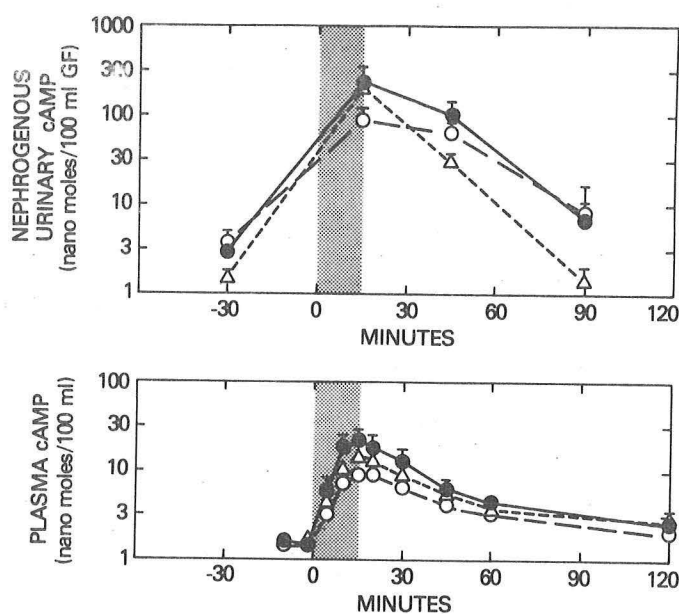 1000
300
100
30
10
3
1
NEPHROGENOUS
URINARY cAMP
(nano moles/100 ml GF)
-30 0 30 60 90 120
MINUTES
100
30
10
3
1
PLASMA cAMP
(nano moles/100 ml)
-30 0 30 60 90 120
MINUTES